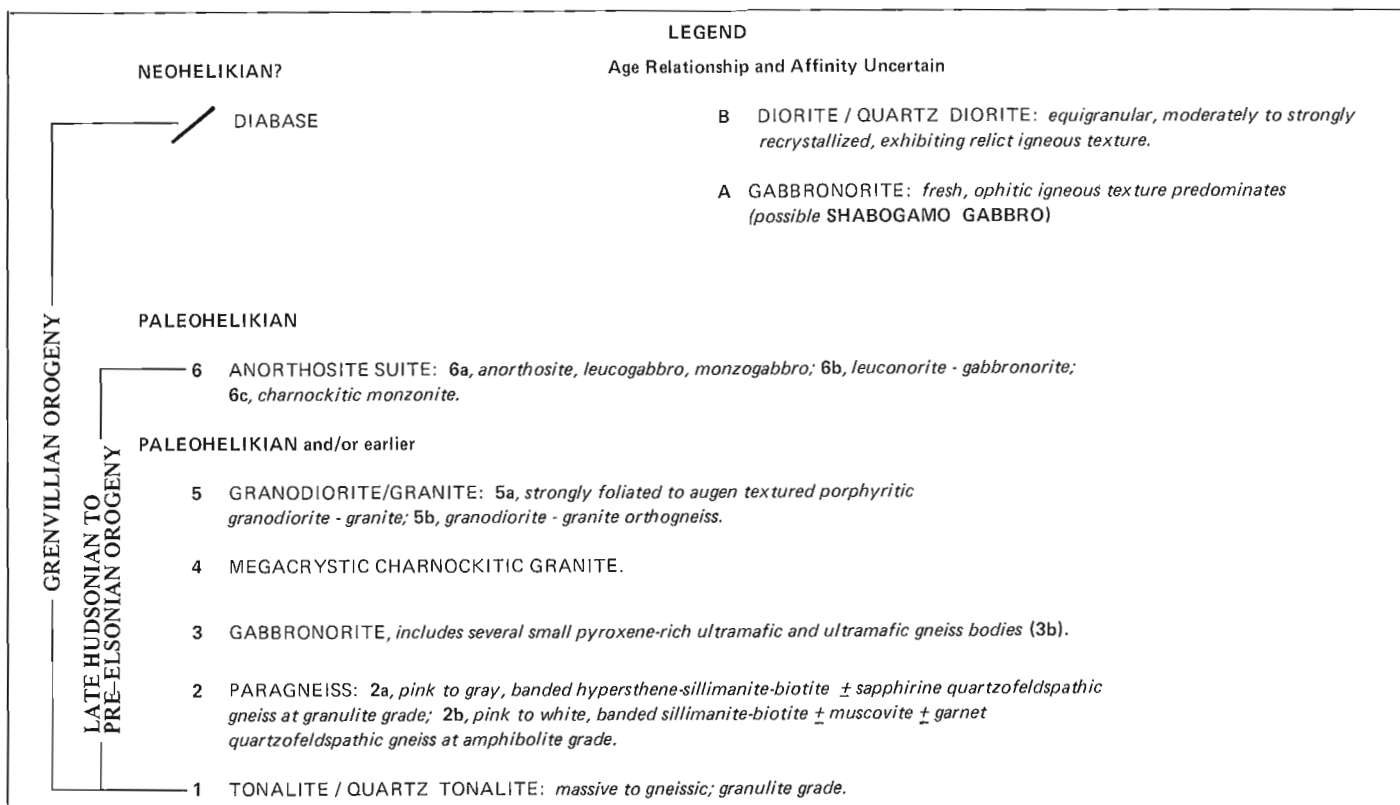 LEGEND
NEOHELIKIAN?
Age Relationship and Affinity Uncertain
DIABASE
B DIORITE / QUARTZ DIORITE: equigranular, moderately to strongly
recrystallized, exhibiting relict igneous texture.
A GABBRONORITE: fresh, ophitic igneous texture predominates
(possible SHABOGAMO GABBRO)
PALEOHELIKIAN
6 ANORTHOSITE SUITE: 6a, anorthosite, leucogabbro, monzogabbro; 6b, leuconorite - gabbronorite;
6c, charnockitic monzonite.
PALEOHELIKIAN and/or earlier
5 GRANODIORITE/GRANITE: 5a, strongly foliated to augen textured porphyritic
granodiorite - granite; 5b, granodiorite - granite orthogneiss.
4 MEGACRYSTIC CHARNOCKITIC GRANITE.
3 GABBRONORITE, includes several small pyroxene-rich ultramafic and ultramafic gneiss bodies (3b).
2 PARAGNEISS: 2a, pink to gray, banded hypersthene-sillimanite-biotite ± sapphirine quartzofeldspathic
gneiss at granulite grade; 2b, pink to white, banded sillimanite-biotite ± muscovite ± garnet
quartzofeldspathic gneiss at amphibolite grade.
1 TONALITE / QUARTZ TONALITE: massive to gneissic; granulite grade.
GRENVILLIAN OROGENY
LATE HUDSONIAN TO
PRE–ELSONIAN OROGENY